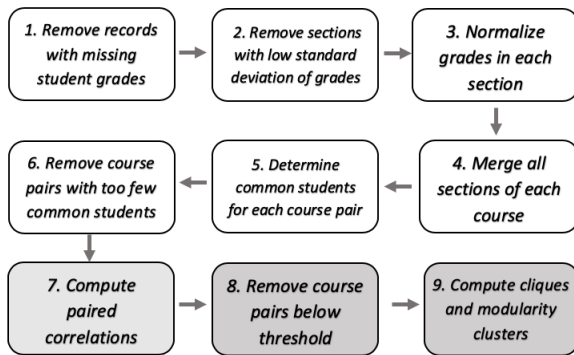 1. Remove records
with missing
student grades
2. Remove sections
with low standard
deviation of grades
3. Normalize
grades in each
section
4. Merge all
sections of each
course
5. Determine
common students
for each course pair
6. Remove course
pairs with too few
common students
7. Compute
paired
correlations
8. Remove course
pairs below
threshold
9. Compute cliques
and modularity
clusters